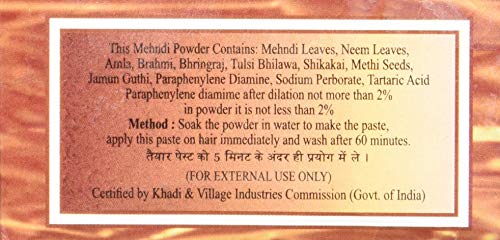 This Mehndi Powder Contains: Mehndi Leaves, Neem Leaves,
Amla, Brahmi, Bhringraj, Tulsi Bhilawa, Shikakai, Methi Seeds,
Jamun Guthi, Paraphenylene Diamine, Sodium Perborate, Tartaric Acid
Paraphenylene diamime after dilation not more than 2%
in powder it is not less than 2%
Method : Soak the powder in water to make the paste,
apply this paste on hair immediately and wash after 60 minutes.
तैयार पेस्ट को 5 मिनट के अंदर ही प्रयोग में ले ।
(FOR EXTERNAL USE ONLY)
Certified by Khadi & Village Industries Commission (Govt. of India)